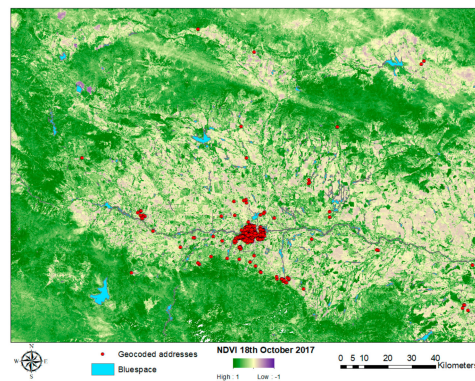 N
W
E
S
Geocoded addresses
Bluespace
NDVI 18th October 2017
High : 1
Low : -1
0 5 10 20 30 40
Kilometers